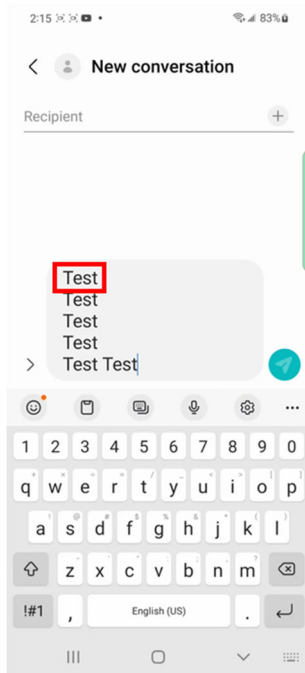 2:15 83%
New conversation
Recipient
Test
Test
Test
Test
Test Test
1 2 3 4 5 6 7 8 9 0
q w e r t y u i o p
a s d f g h j k l
z x c v b n m
!#1 , English (US) .